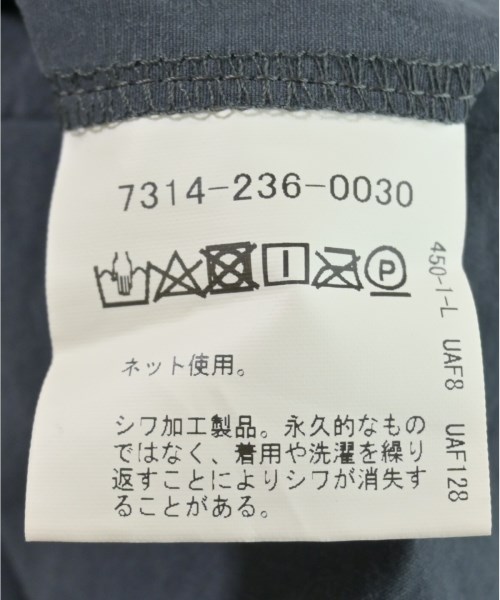 7314-236-0030
P
ネット使用。
シワ加工製品。永久的なもの
ではなく、着用や洗濯を繰り
返すことによりシワが消失す
ることがある。
450-1-L UAF8 UAF128